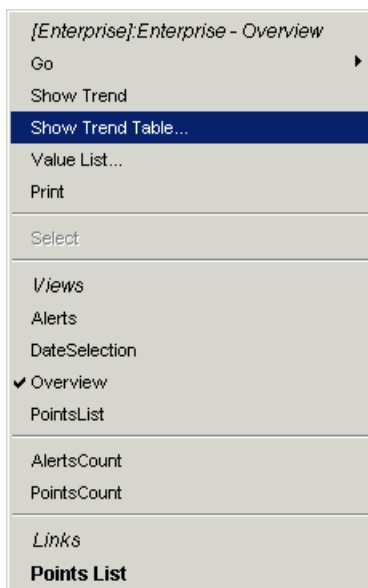 [Enterprise]:Enterprise - Overview
Go
Show Trend
Show Trend Table...
Value List...
Print
Select
Views
Alerts
DateSelection
Overview
PointsList
AlertsCount
PointsCount
Links
Points List